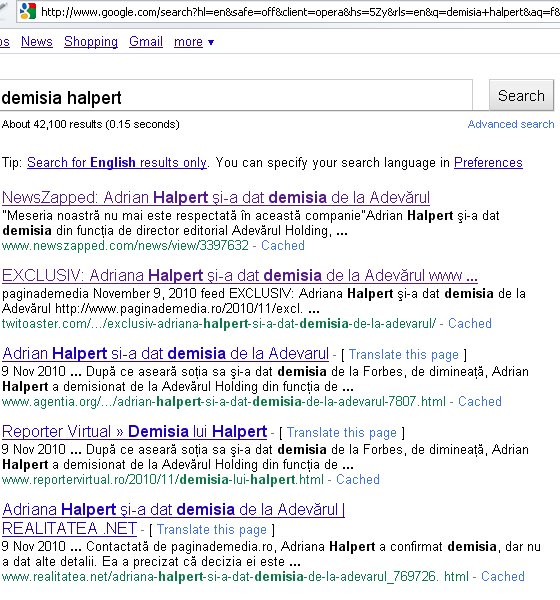 http://www.google.com/search?hl=en&safe=off&client=opera&hs=5Zy&rls=en&q=demisia+halpert&aq=f&
News Shopping Gmail more ▼
demisia halpert
Search
About 42,100 results (0.15 seconds)
Advanced search
Tip: Search for English results only. You can specify your search language in Preferences
NewsZapped: Adrian Halpert şi-a dat demisia de la Adevărul
"Meseria noastră nu mai este respectată în această companie"Adrian Halpert şi-a dat
demisia din funcţia de director editorial Adevărul Holding, ...
www.newszapped.com/news/view/3397632 - Cached
EXCLUSIV: Adriana Halpert şi-a dat demisia de la Adevărul www ...
paginademedia November 9, 2010 feed EXCLUSIV: Adriana Halpert şi-a dat demisia de la
Adevărul http://www.paginademedia.ro/2010/11/excl. ...
twitoaster.com/.../exclusiv-adriana-halpert-si-a-dat-demisia-de-la-adevarul/ - Cached
Adrian Halpert si-a dat demisia de la Adevarul - [ Translate this page ]
9 Nov 2010 ... După ce aseară soția sa și-a dat demisia de la Forbes, de dimineață, Adrian
Halpert a demisionat de la Adevărul Holding din funcția de ...
www.agentia.org/.../adrian-halpert-si-a-dat-demisia-de-la-adevarul-7807.html - Cached
Reporter Virtual » Demisia lui Halpert - [ Translate this page ]
9 Nov 2010 ... După ce aseară soția sa și-a dat demisia de la Forbes, de dimineață, Adrian
Halpert a demisionat de la Adevărul Holding din funcția de ...
www.reportervirtual.ro/2010/11/demisia-lui-halpert.html - Cached
Adriana Halpert şi-a dat demisia de la Adevărul |
REALITATEA .NET - [ Translate this page ]
9 Nov 2010 ... Contactată de paginademedia.ro, Adriana Halpert a confirmat demisia, dar nu
a dat alte detalii. Ea a precizat că decizia ei este ...
www.realitatea.net/adriana-halpert-si-a-dat-demisia-de-la-adevarul_769726. html - Cached